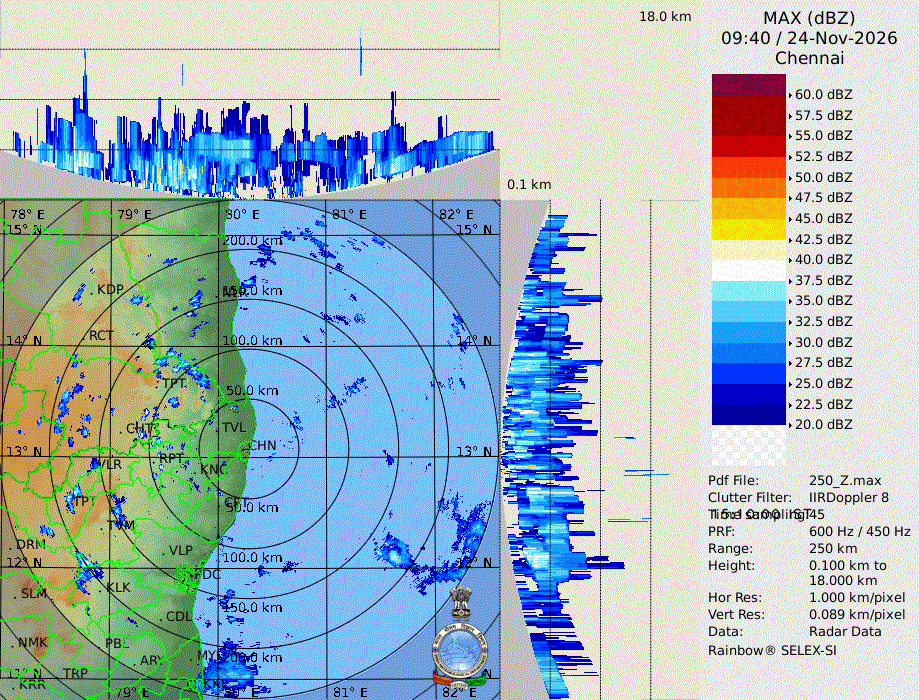 18.0 km
0.1 km
MAX (dBZ)
09:40 / 24-Nov-2026
Chennai
60.0 dBZ
57.5 dBZ
55.0 dBZ
52.5 dBZ
50.0 dBZ
47.5 dBZ
45.0 dBZ
42.5 dBZ
40.0 dBZ
37.5 dBZ
35.0 dBZ
32.5 dBZ
30.0 dBZ
27.5 dBZ
25.0 dBZ
22.5 dBZ
20.0 dBZ
Pdf File: 250_Z.max
Clutter Filter: IIRDoppler 8
Time sampling: 45
PRF: 600 Hz / 450 Hz
Range: 250 km
Height: 0.100 km to
18.000 km
Hor Res: 1.000 km/pixel
Vert Res: 0.089 km/pixel
Data: Radar Data
Rainbow® SELEX-SI
78° E 79° E 80° E 81° E 82° E
15° N 15° N
200.0 km
KDP
150.0 km
RCT
14° N 100.0 km 14° N
TPT
50.0 km
CHT TVL
CHN
13° N RPT 13° N
VLR KNC
TPT
50.0 km
TVM
DRM VLP
100.0 km
12° N 12° N
PDC
SLM KLK
150.0 km
CDL
NMK PBL
ARY MYL 200.0 km
TRP
KRR 79° E 80° E 81° E 82° E